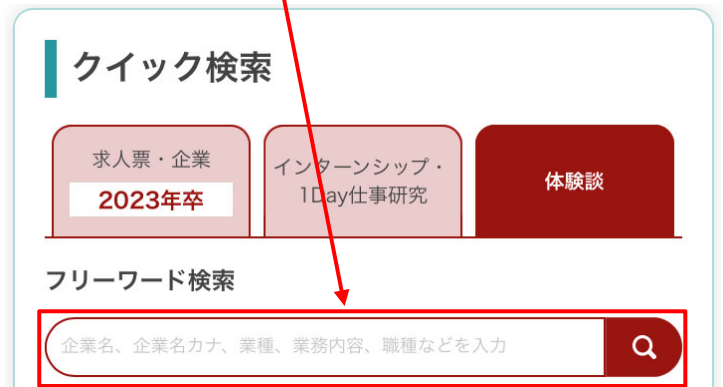 クイック検索
求人票・企業
2023年卒
インターンシップ・
1Day仕事研究
体験談
フリーワード検索
企業名、企業名カナ、業種、業務内容、職種などを入力